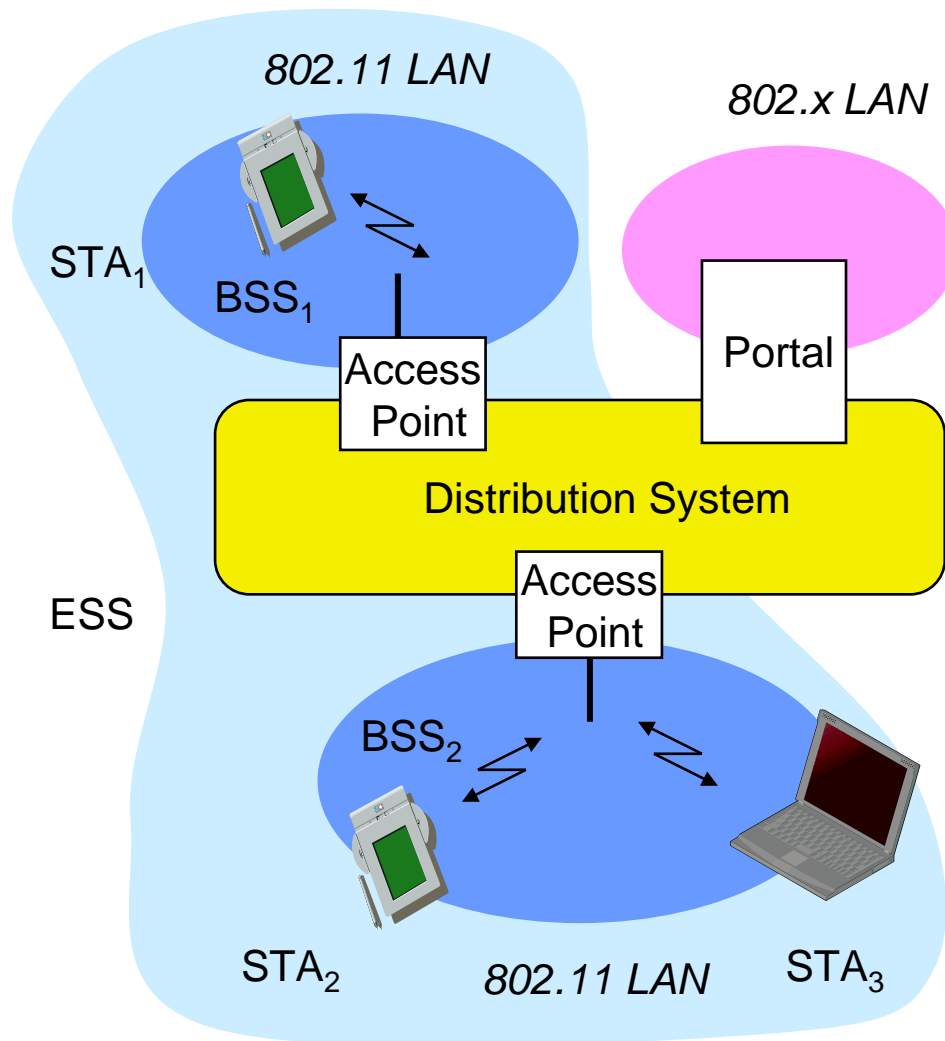 802.11 LAN
802.x LAN
STA₁
BSS₁
Access
Point
Portal
Distribution System
Access
Point
ESS
BSS₂
STA₂
802.11 LAN
STA₃